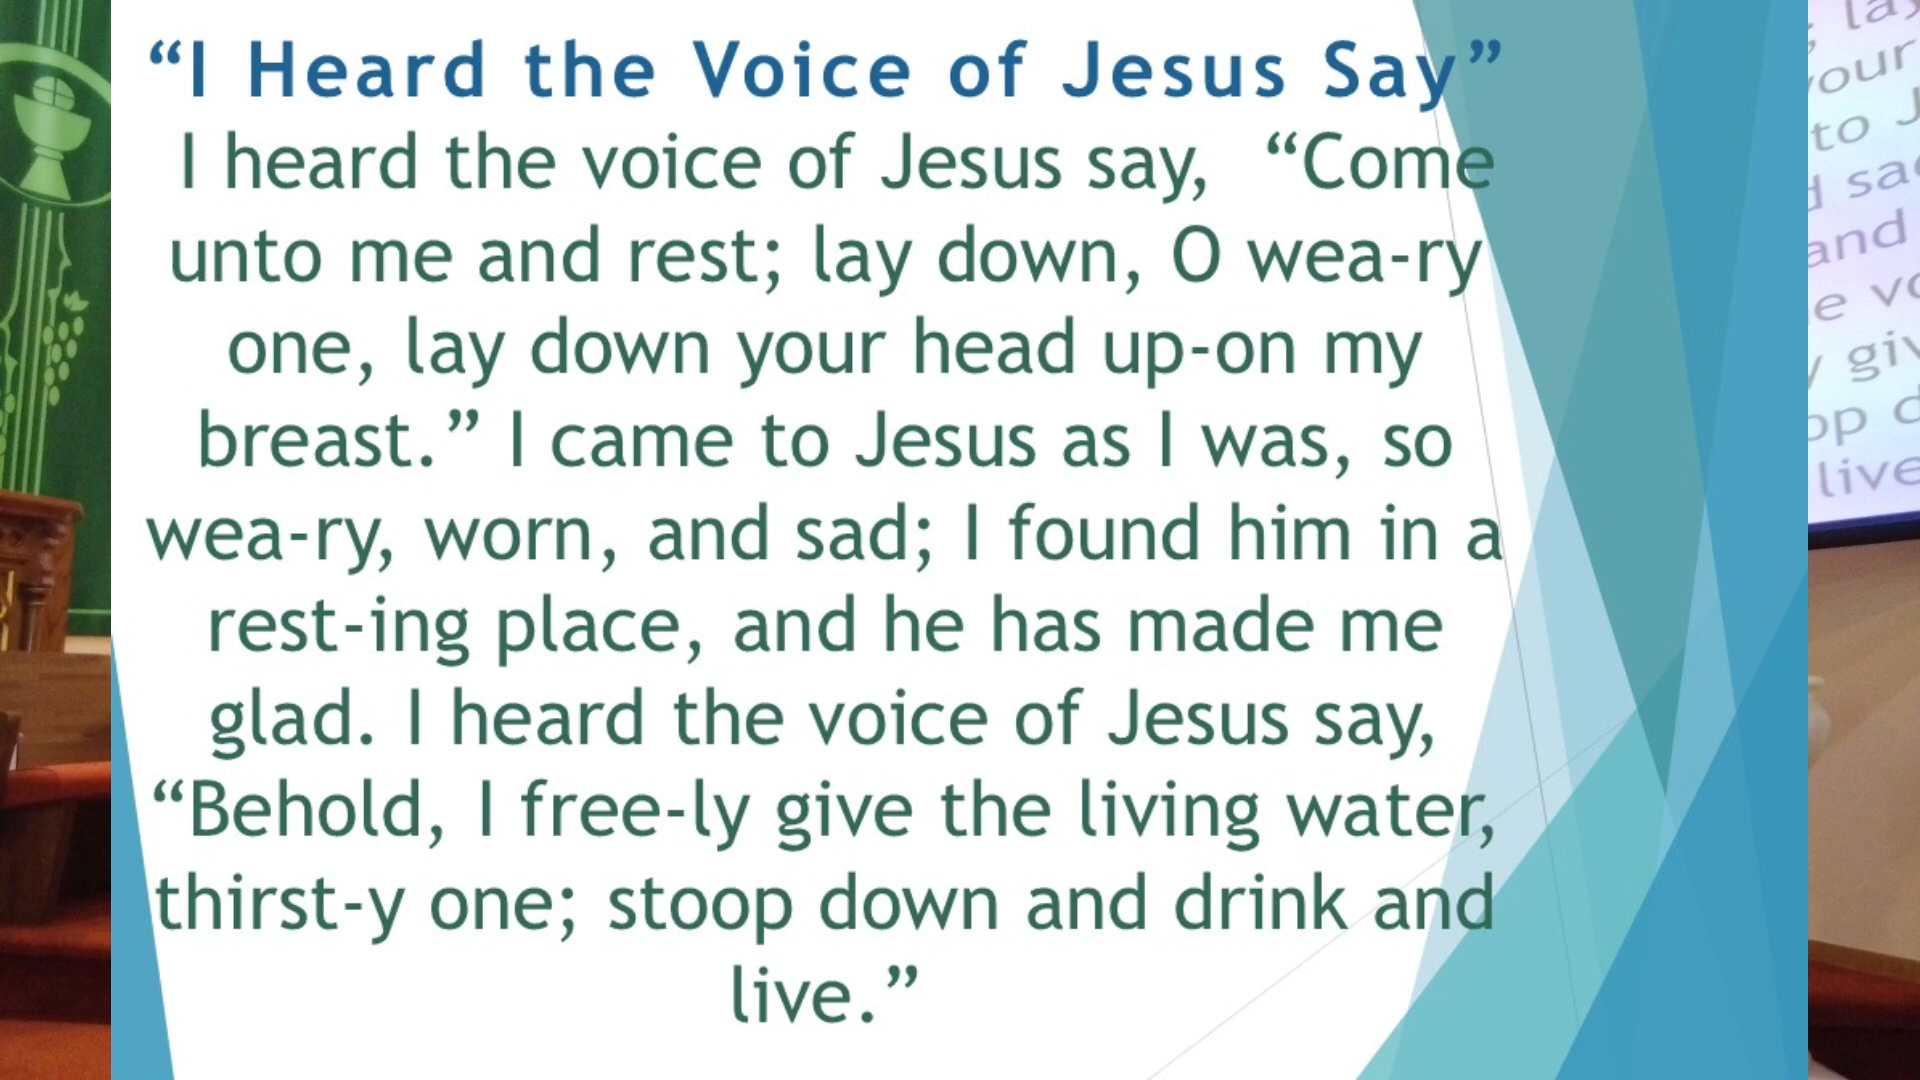 “I Heard the Voice of Jesus Say”
I heard the voice of Jesus say, “Come
unto me and rest; lay down, O wea-ry
one, lay down your head up-on my
breast.” I came to Jesus as I was, so
wea-ry, worn, and sad; I found him in a
rest-ing place, and he has made me
glad. I heard the voice of Jesus say,
“Behold, I free-ly give the living water,
thirst-y one; stoop down and drink and
live.”
to
and
live